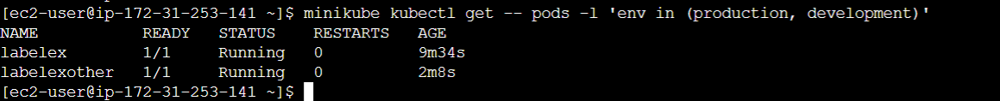 [ec2-user@ip-172-31-253-141 ~]$ minikube kubectl get -- pods -l 'env in (production, development)'
NAME READY STATUS RESTARTS AGE
labelex 1/1 Running 0 9m34s
labelexother 1/1 Running 0 2m8s
[ec2-user@ip-172-31-253-141 ~]$